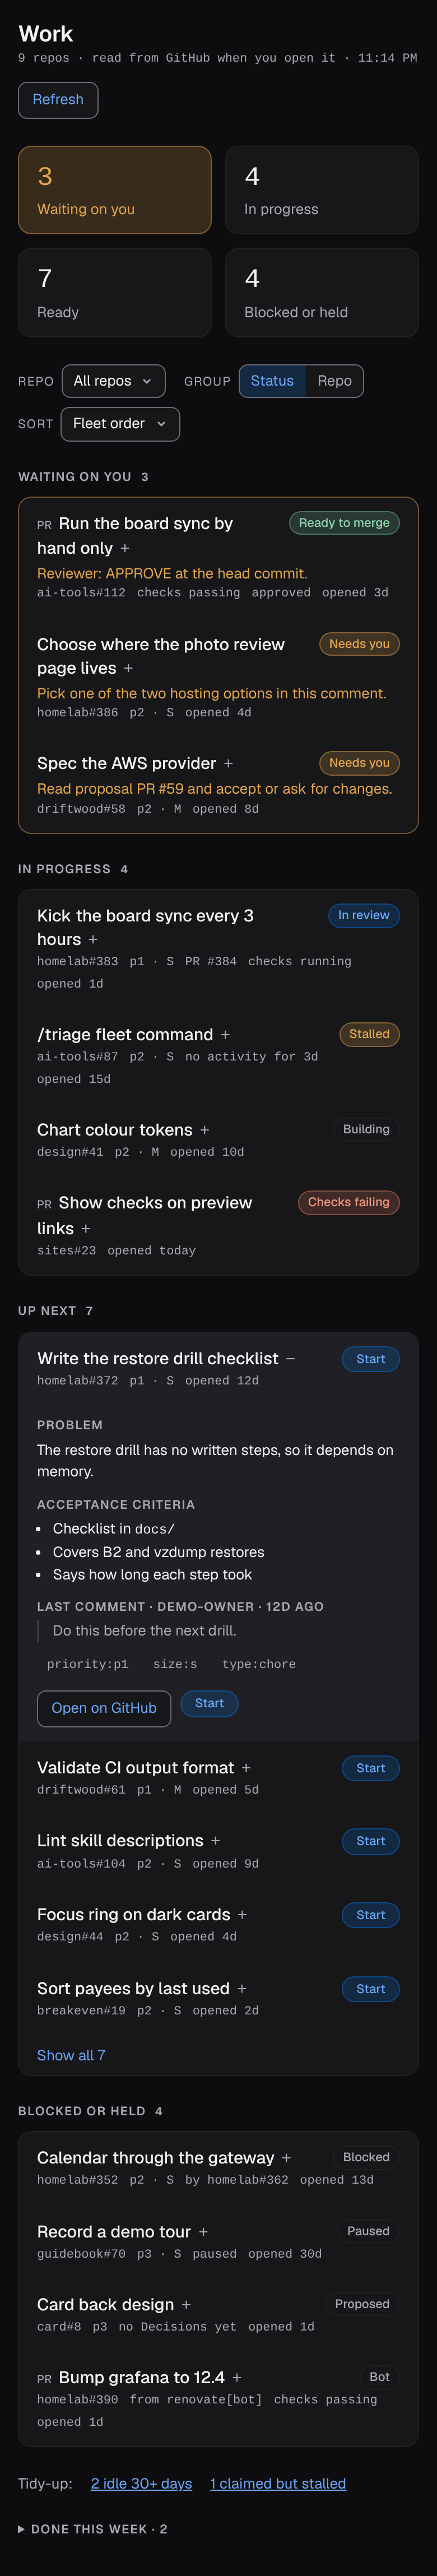 Work
9 repos · read from GitHub when you open it · 11:14 PM
Refresh
3
Waiting on you
4
In progress
7
Ready
4
Blocked or held
REPO All repos GROUP Status Repo
SORT Fleet order
WAITING ON YOU 3
PR Run the board sync by Ready to merge
hand only +
Reviewer: APPROVE at the head commit.
ai-tools#112 checks passing approved opened 3d
Choose where the photo review Needs you
page lives +
Pick one of the two hosting options in this comment.
homelab#386 p2 · S opened 4d
Spec the AWS provider + Needs you
Read proposal PR #59 and accept or ask for changes.
driftwood#58 p2 · M opened 8d
IN PROGRESS 4
Kick the board sync every 3 In review
hours +
homelab#383 p1 · S PR #384 checks running
opened 1d
/triage fleet command + Stalled
ai-tools#87 p2 · S no activity for 3d
opened 15d
Chart colour tokens + Building
design#41 p2 · M opened 10d
PR Show checks on preview Checks failing
links +
sites#23 opened today
UP NEXT 7
Write the restore drill checklist − Start
homelab#372 p1 · S opened 12d
PROBLEM
The restore drill has no written steps, so it depends on
memory.
ACCEPTANCE CRITERIA
• Checklist in docs/
• Covers B2 and vzdump restores
• Says how long each step took
LAST COMMENT · DEMO-OWNER · 12D AGO
Do this before the next drill.
priority:p1 size:s type:chore
Open on GitHub Start
Validate CI output format + Start
driftwood#61 p1 · M opened 5d
Lint skill descriptions + Start
ai-tools#104 p2 · S opened 9d
Focus ring on dark cards + Start
design#44 p2 · S opened 4d
Sort payees by last used + Start
breakeven#19 p2 · S opened 2d
Show all 7
BLOCKED OR HELD 4
Calendar through the gateway + Blocked
homelab#352 p2 · S by homelab#362 opened 13d
Record a demo tour + Paused
guidebook#70 p3 · S paused opened 30d
Card back design + Proposed
card#8 p3 no Decisions yet opened 1d
PR Bump grafana to 12.4 + Bot
homelab#390 from renovate[bot] checks passing
opened 1d
Tidy-up: 2 idle 30+ days 1 claimed but stalled
▶ DONE THIS WEEK · 2